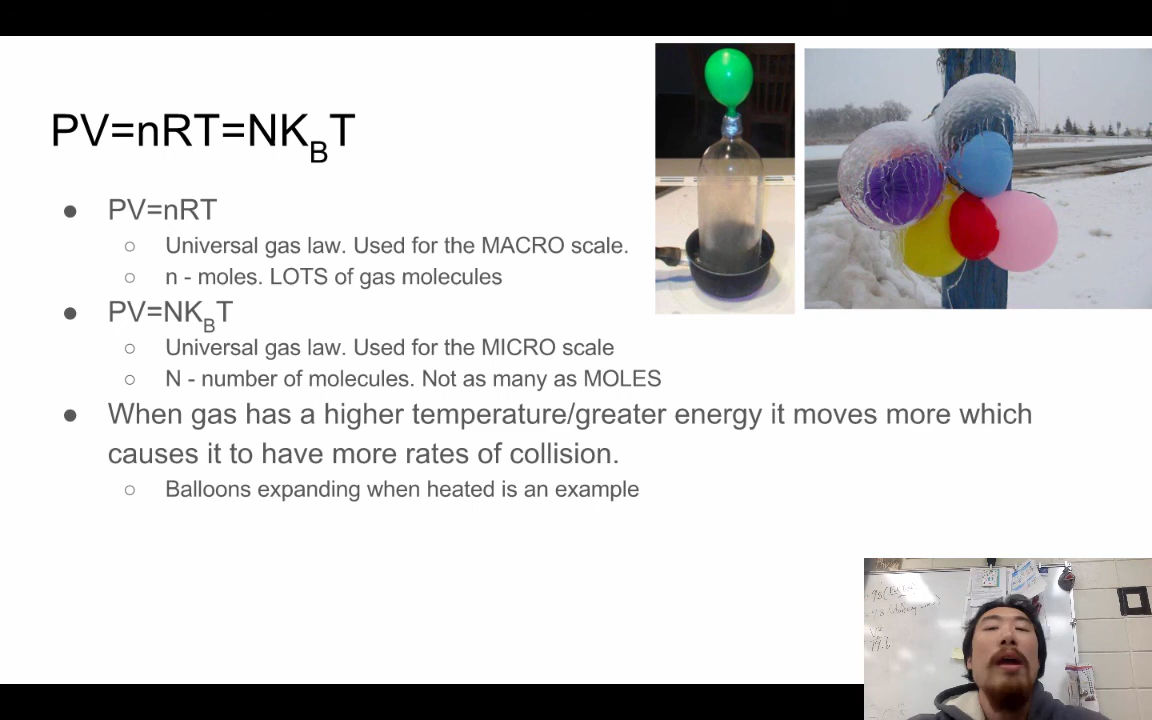 PV=nRT=NK_BT
● PV=nRT
○ Universal gas law. Used for the MACRO scale.
○ n - moles. LOTS of gas molecules
● PV=NK_BT
○ Universal gas law. Used for the MICRO scale
○ N - number of molecules. Not as many as MOLES
● When gas has a higher temperature/greater energy it moves more which
causes it to have more rates of collision.
○ Balloons expanding when heated is an example